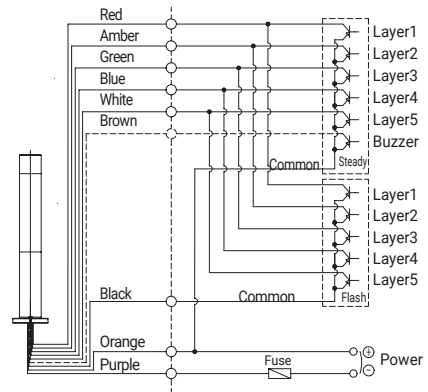 Red
Amber
Green
Blue
White
Brown
Layer1
Layer2
Layer3
Layer4
Layer5
Buzzer
Common Steady
Layer1
Layer2
Layer3
Layer4
Layer5
Black
Common Flash
Orange
Purple
Fuse
+
−
Power